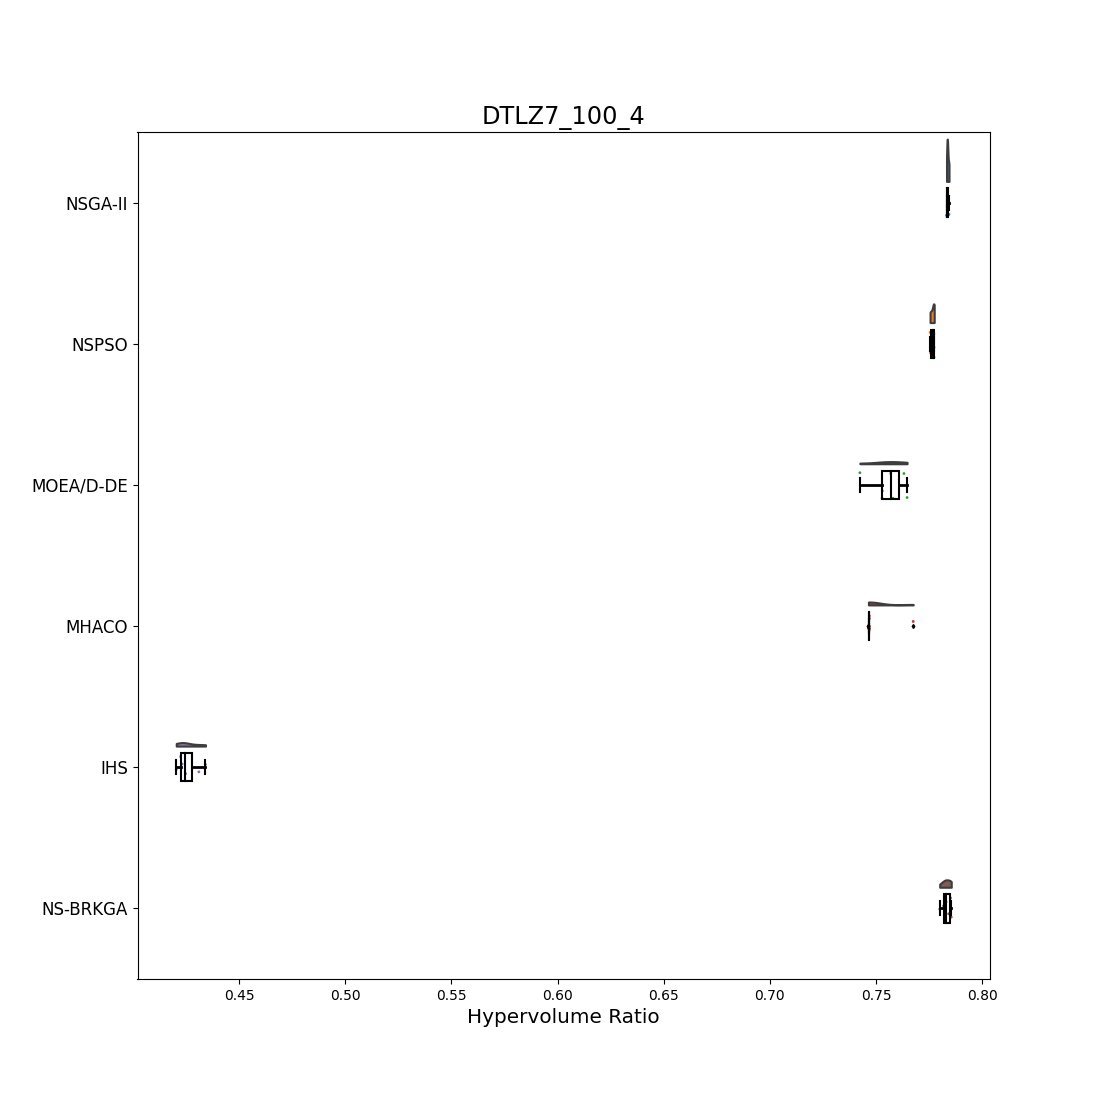 DTLZ7_100_4
NSGA-II
NSPSO
MOEA/D-DE
MHACO
IHS
NS-BRKGA
0.45 0.50 0.55 0.60 0.65 0.70 0.75 0.80
Hypervolume Ratio